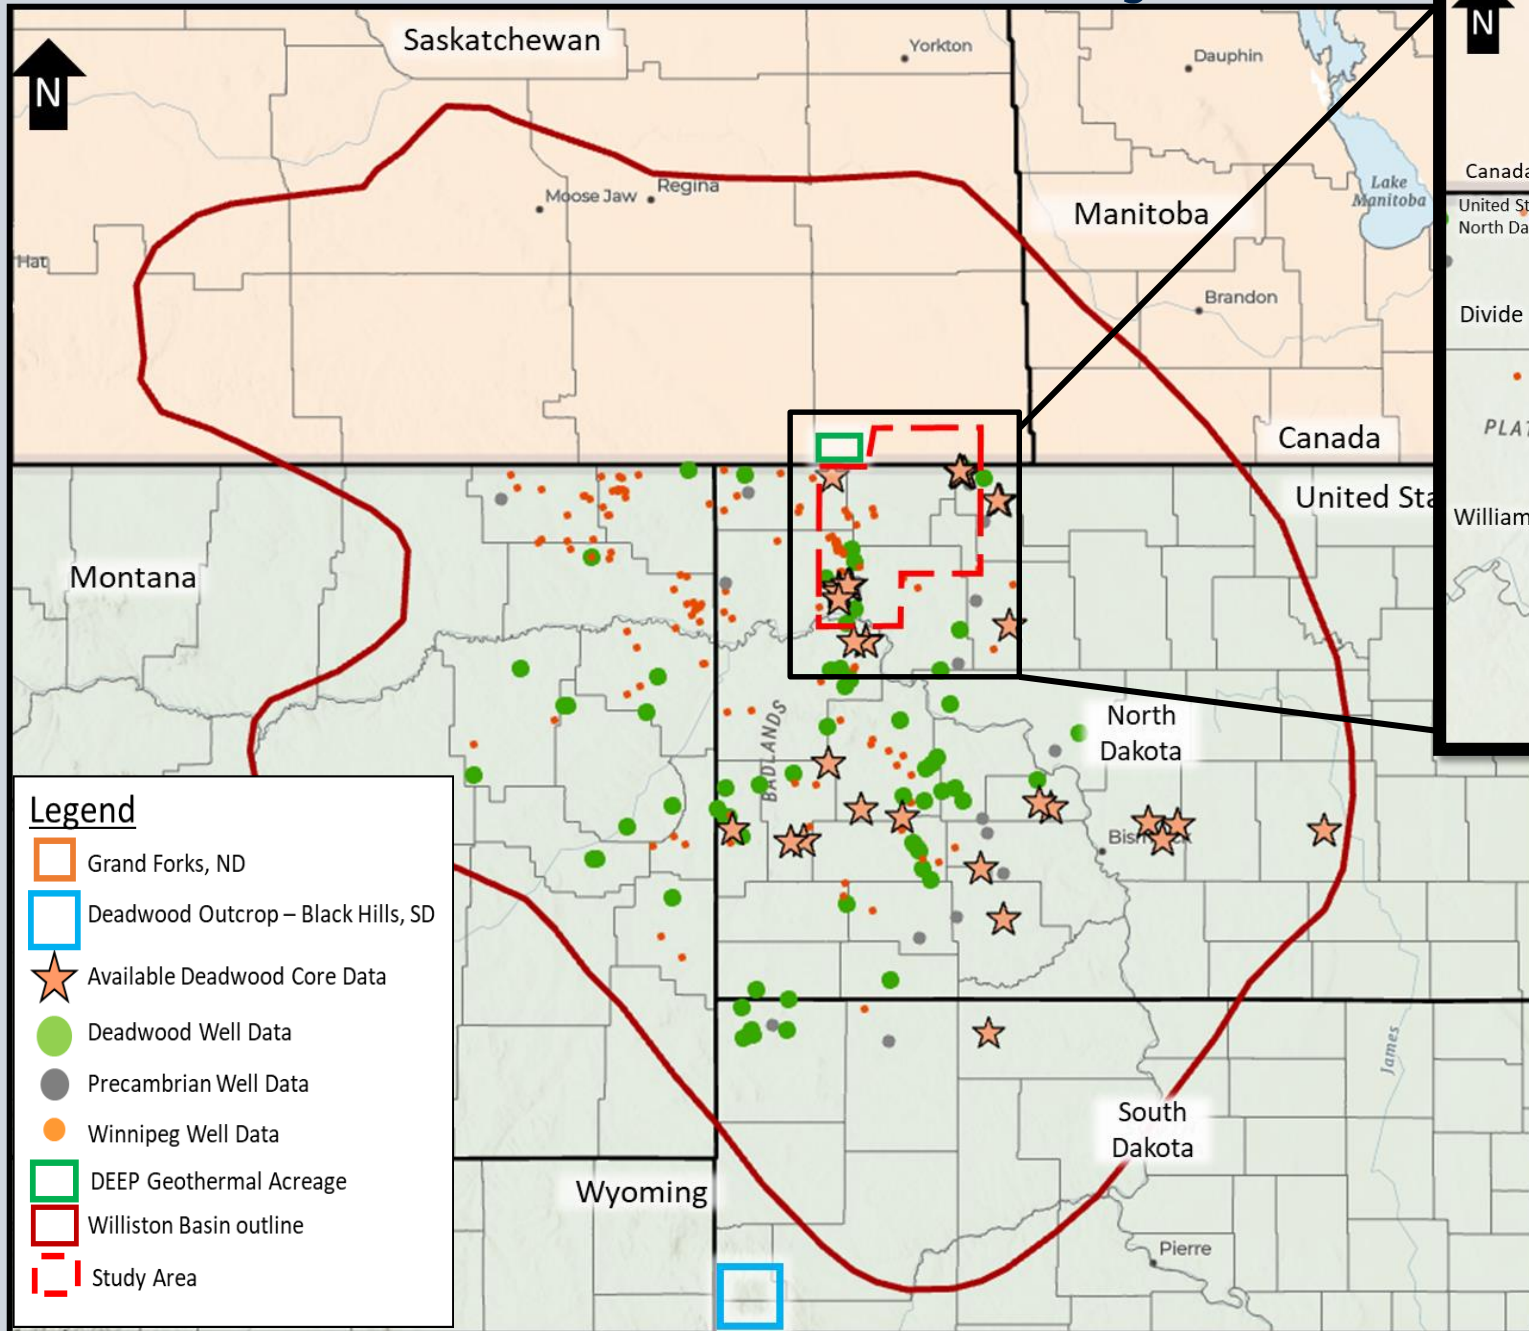 N
Saskatchewan
Yorkton
Dauphin
N
Moose Jaw
Regina
Lake
Manitoba
Manitoba
Canada
United St
North Da
Hat
Brandon
Divide
Canada
PLAT
United Sta
William
Montana
BADLANDS
North
Dakota
Legend
Grand Forks, ND
Deadwood Outcrop – Black Hills, SD
Available Deadwood Core Data
Deadwood Well Data
Precambrian Well Data
Winnipeg Well Data
DEEP Geothermal Acreage
Williston Basin outline
Study Area
James
South
Dakota
Wyoming
Pierre